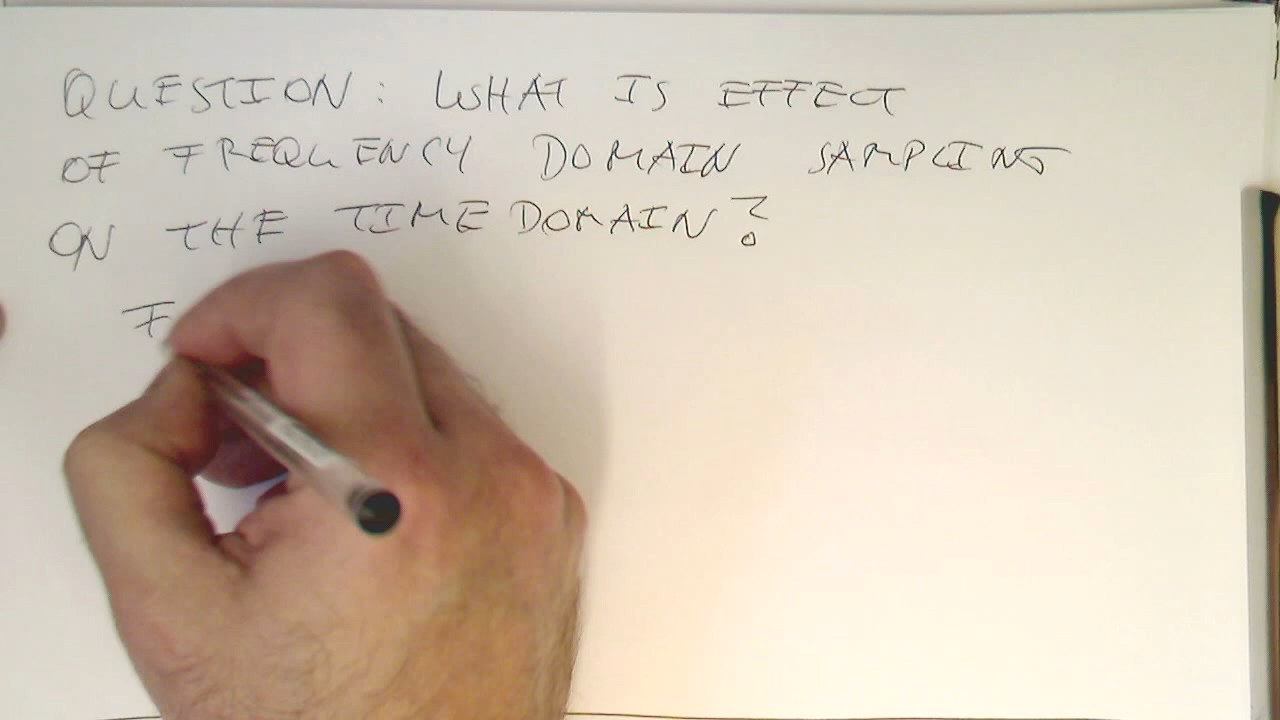 QUESTION: WHAT IS EFFECT
OF FREQUENCY DOMAIN SAMPLING
ON THE TIME DOMAIN?
F